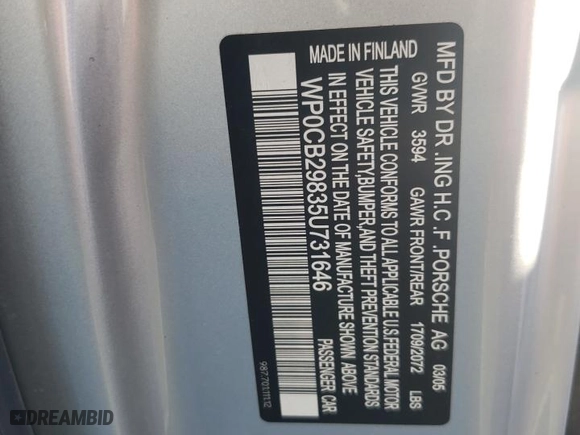 MFD BY DR .ING H.C .F .PORSCHE AG 03/05
GVWR 3594 GAWR FRONT/REAR 1709/2072 LBS
THIS VEHICLE CONFORMS TO ALL APPLICABLE U.S.FEDERAL MOTOR
VEHICLE SAFETY,BUMPER,AND THEFT PREVENTION STANDARDS
IN EFFECT ON THE DATE OF MANUFACTURE SHOWN ABOVE
WP0CB29835U731646 PASSENGER CAR
MADE IN FINLAND
DREAMBID